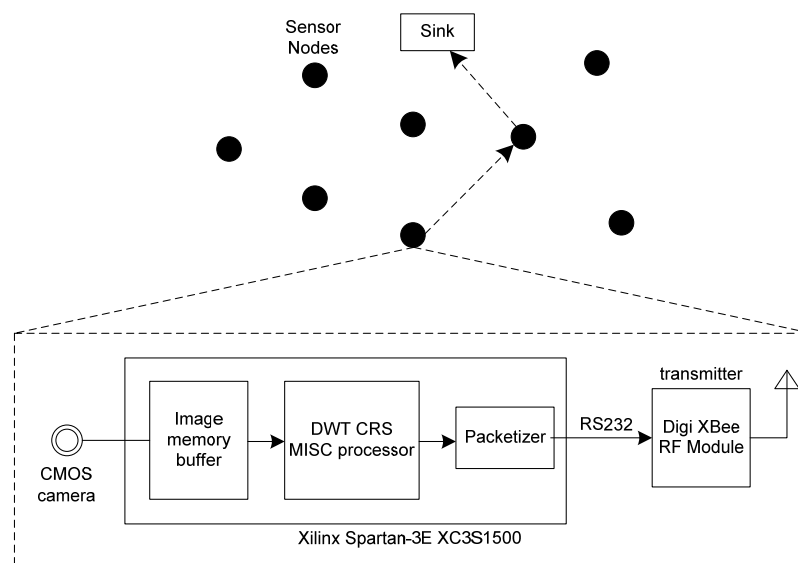 Sensor
Nodes
Sink
transmitter
Image
memory
buffer
DWT CRS
MISC processor
Packetizer
RS232
Digi XBee
RF Module
CMOS
camera
Xilinx Spartan-3E XC3S1500